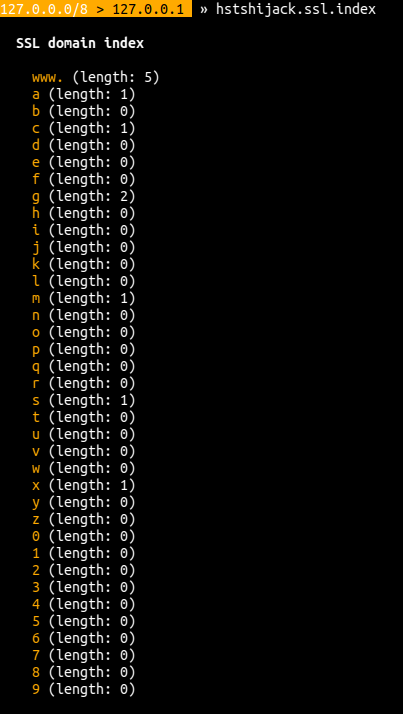 127.0.0.0/8 > 127.0.0.1 » hstshijack.ssl.index
SSL domain index
www. (length: 5)
a (length: 1)
b (length: 0)
c (length: 1)
d (length: 0)
e (length: 0)
f (length: 0)
g (length: 2)
h (length: 0)
i (length: 0)
j (length: 0)
k (length: 0)
l (length: 0)
m (length: 1)
n (length: 0)
o (length: 0)
p (length: 0)
q (length: 0)
r (length: 0)
s (length: 1)
t (length: 0)
u (length: 0)
v (length: 0)
w (length: 0)
x (length: 1)
y (length: 0)
z (length: 0)
0 (length: 0)
1 (length: 0)
2 (length: 0)
3 (length: 0)
4 (length: 0)
5 (length: 0)
6 (length: 0)
7 (length: 0)
8 (length: 0)
9 (length: 0)